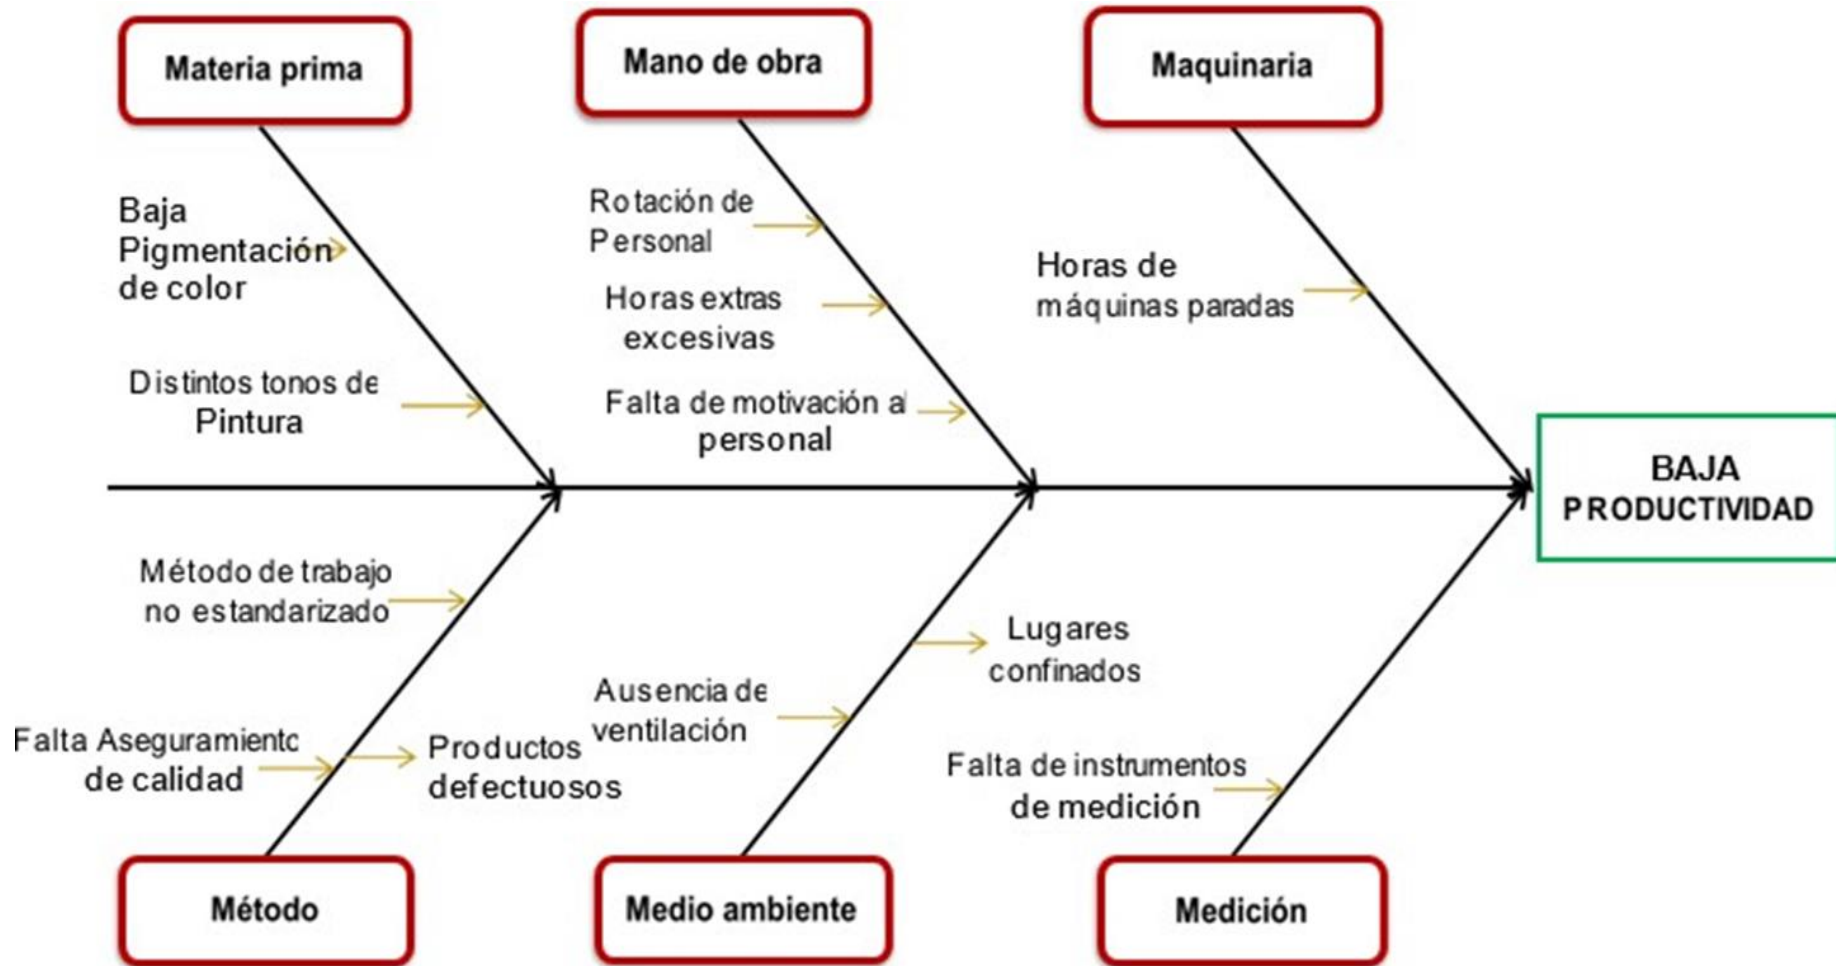 Materia prima
Mano de obra
Maquinaria
Baja
Pigmentación
de color
Distintos tonos de
Pintura
Rotación de
Personal
Horas extras
excesivas
Falta de motivación al
personal
Horas de
máquinas paradas
BAJA
PRODUCTIVIDAD
Método de trabajo
no estandarizado
Falta Aseguramiento
de calidad
Productos
defectuosos
Ausencia de
ventilación
Lugares
confinados
Falta de instrumentos
de medición
Método
Medio ambiente
Medición